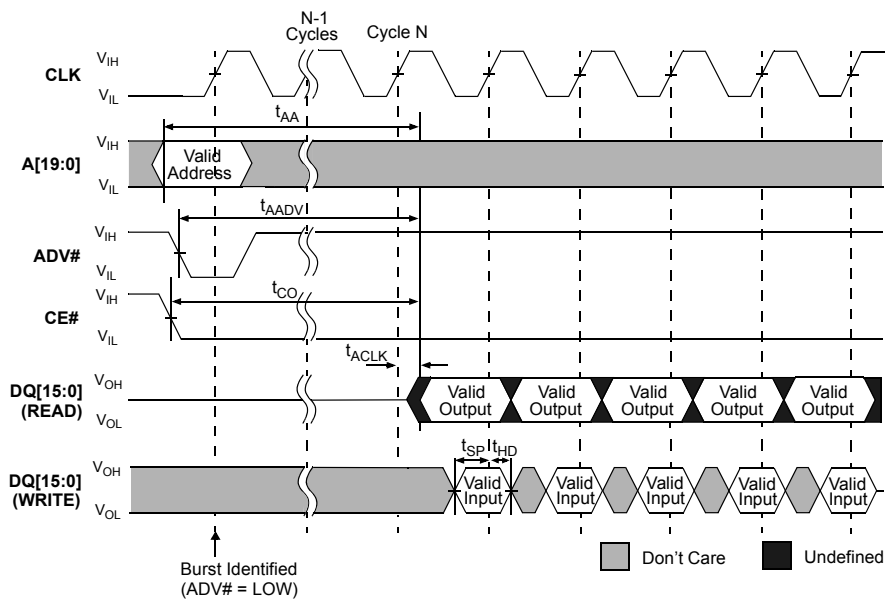 N-1
Cycles
Cycle N
CLK
VIH
VIL
tAA
A[19:0]
VIH
VIL
Valid
Address
tAADV
ADV#
VIH
VIL
tCO
CE#
VIH
VIL
tACLK
DQ[15:0]
(READ)
VOH
VOL
Valid
Output
Valid
Output
Valid
Output
Valid
Output
Valid
Output
tSP
tHD
DQ[15:0]
(WRITE)
VOH
VOL
Valid
Input
Valid
Input
Valid
Input
Valid
Input
Valid
Input
Burst Identified
(ADV# = LOW)
Don't Care
Undefined